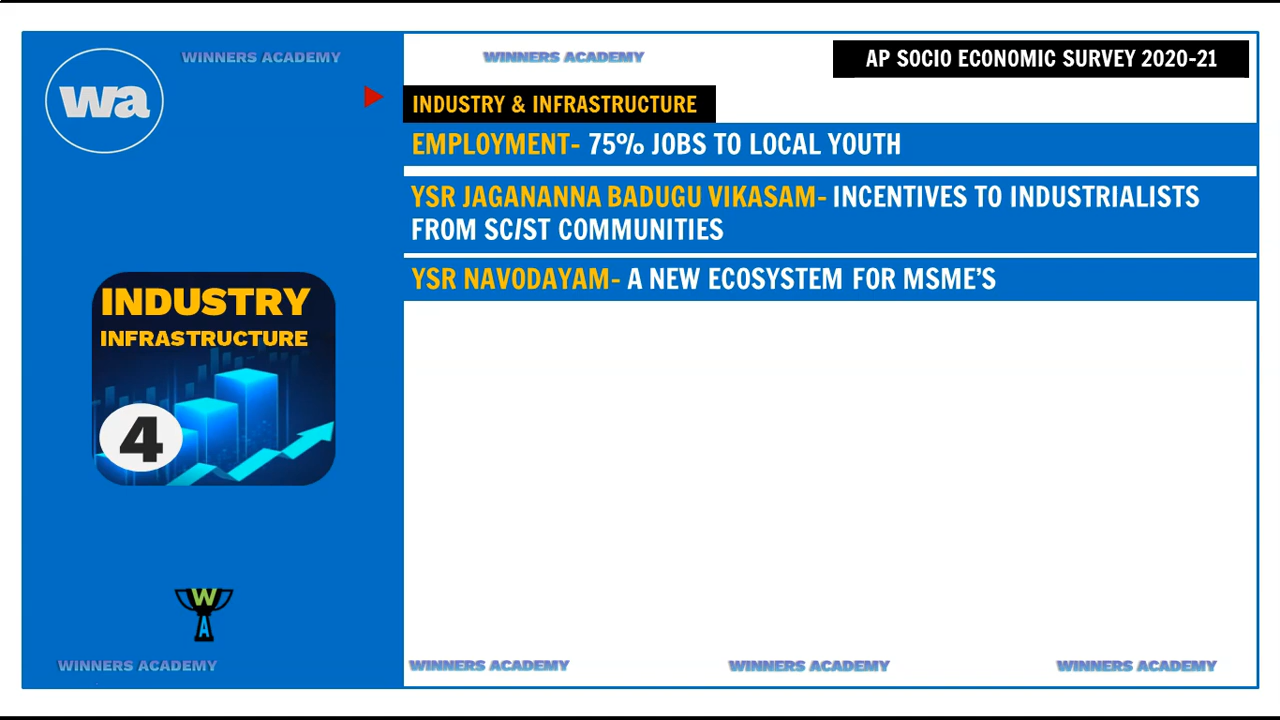 wa
WINNERS ACADEMY
WINNERS ACADEMY
AP SOCIO ECONOMIC SURVEY 2020-21
INDUSTRY & INFRASTRUCTURE
EMPLOYMENT- 75% JOBS TO LOCAL YOUTH
YSR JAGANANNA BADUGU VIKASAM- INCENTIVES TO INDUSTRIALISTS
FROM SC/ST COMMUNITIES
YSR NAVODAYAM- A NEW ECOSYSTEM FOR MSME'S
INDUSTRY
INFRASTRUCTURE
4
W
A
WINNERS ACADEMY
WINNERS ACADEMY
WINNERS ACADEMY
WINNERS ACADEMY